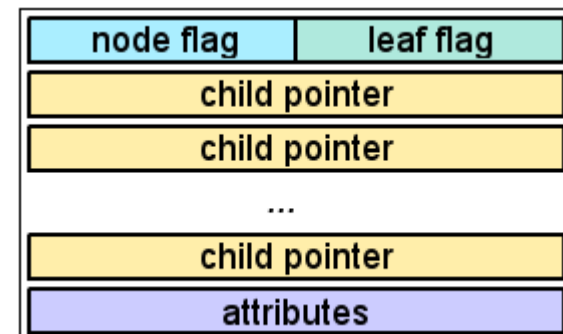 node flag leaf flag
child pointer
child pointer
...
child pointer
attributes